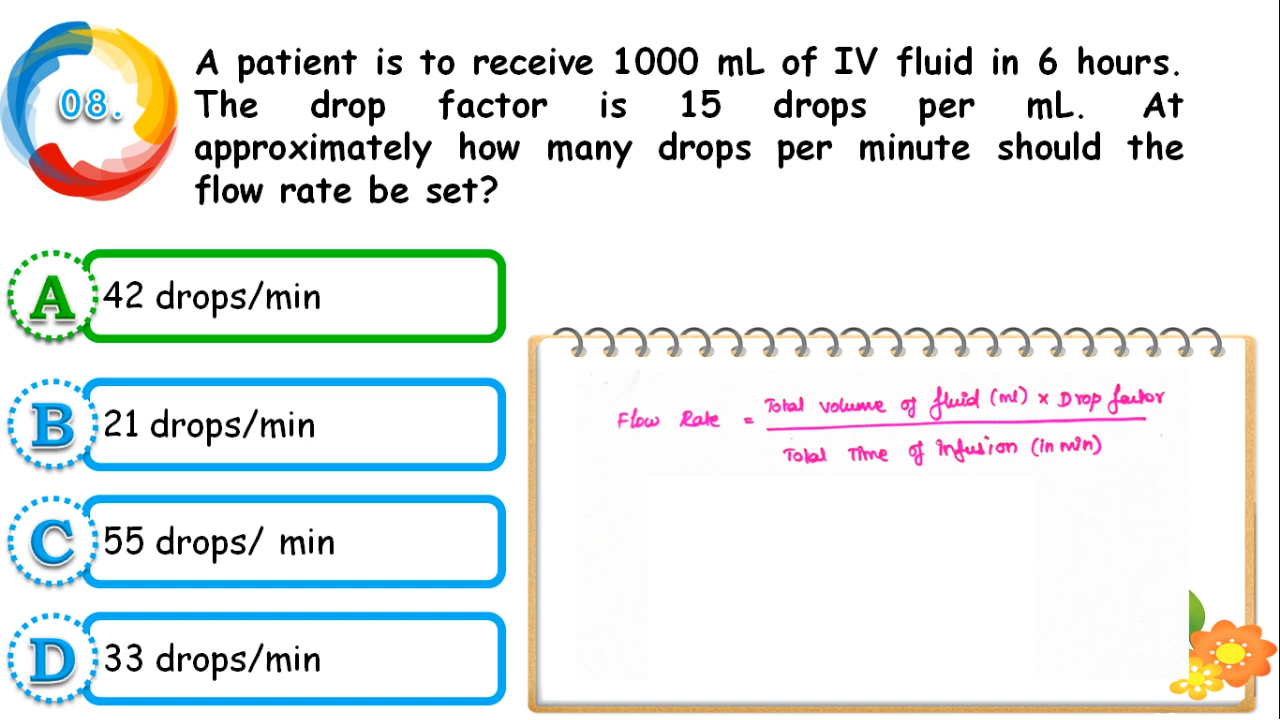 08.
A patient is to receive 1000 mL of IV fluid in 6 hours.
The drop factor is 15 drops per mL. At
approximately how many drops per minute should the
flow rate be set?
A 42 drops/min
B 21 drops/min
C 55 drops/ min
D 33 drops/min
Flow Rate = Total volume of fluid (ml) x Drop factor
Total Time of infusion (in min)